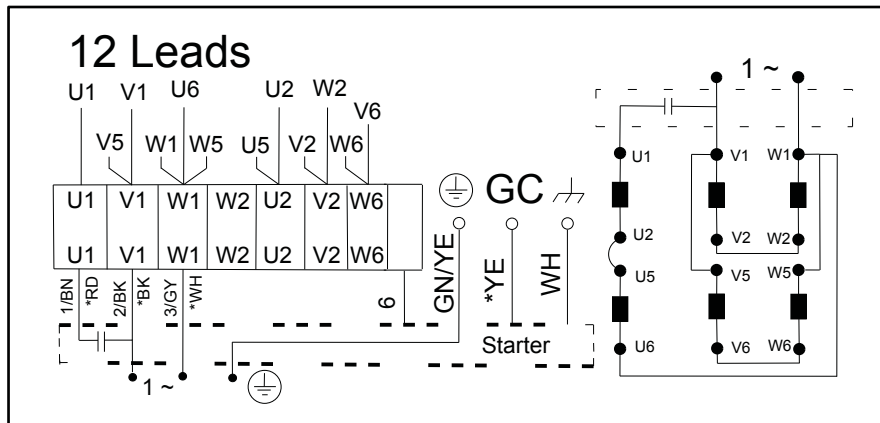 12 Leads
U1 V1 U6 U2 W2
V5 W1 W5 U5 V2 W6 V6
U1 V1 W1 W2 U2 V2 W6
U1 V1 W1 W2 U2 V2 W6
1/BN *RD 2/BK *BK 3/GY *WH 6
GN/YE *YE WH
GC
Starter
1 ~
1 ~
U1 V1 W1
U2 V2 W2
U5 V5 W5
U6 V6 W6